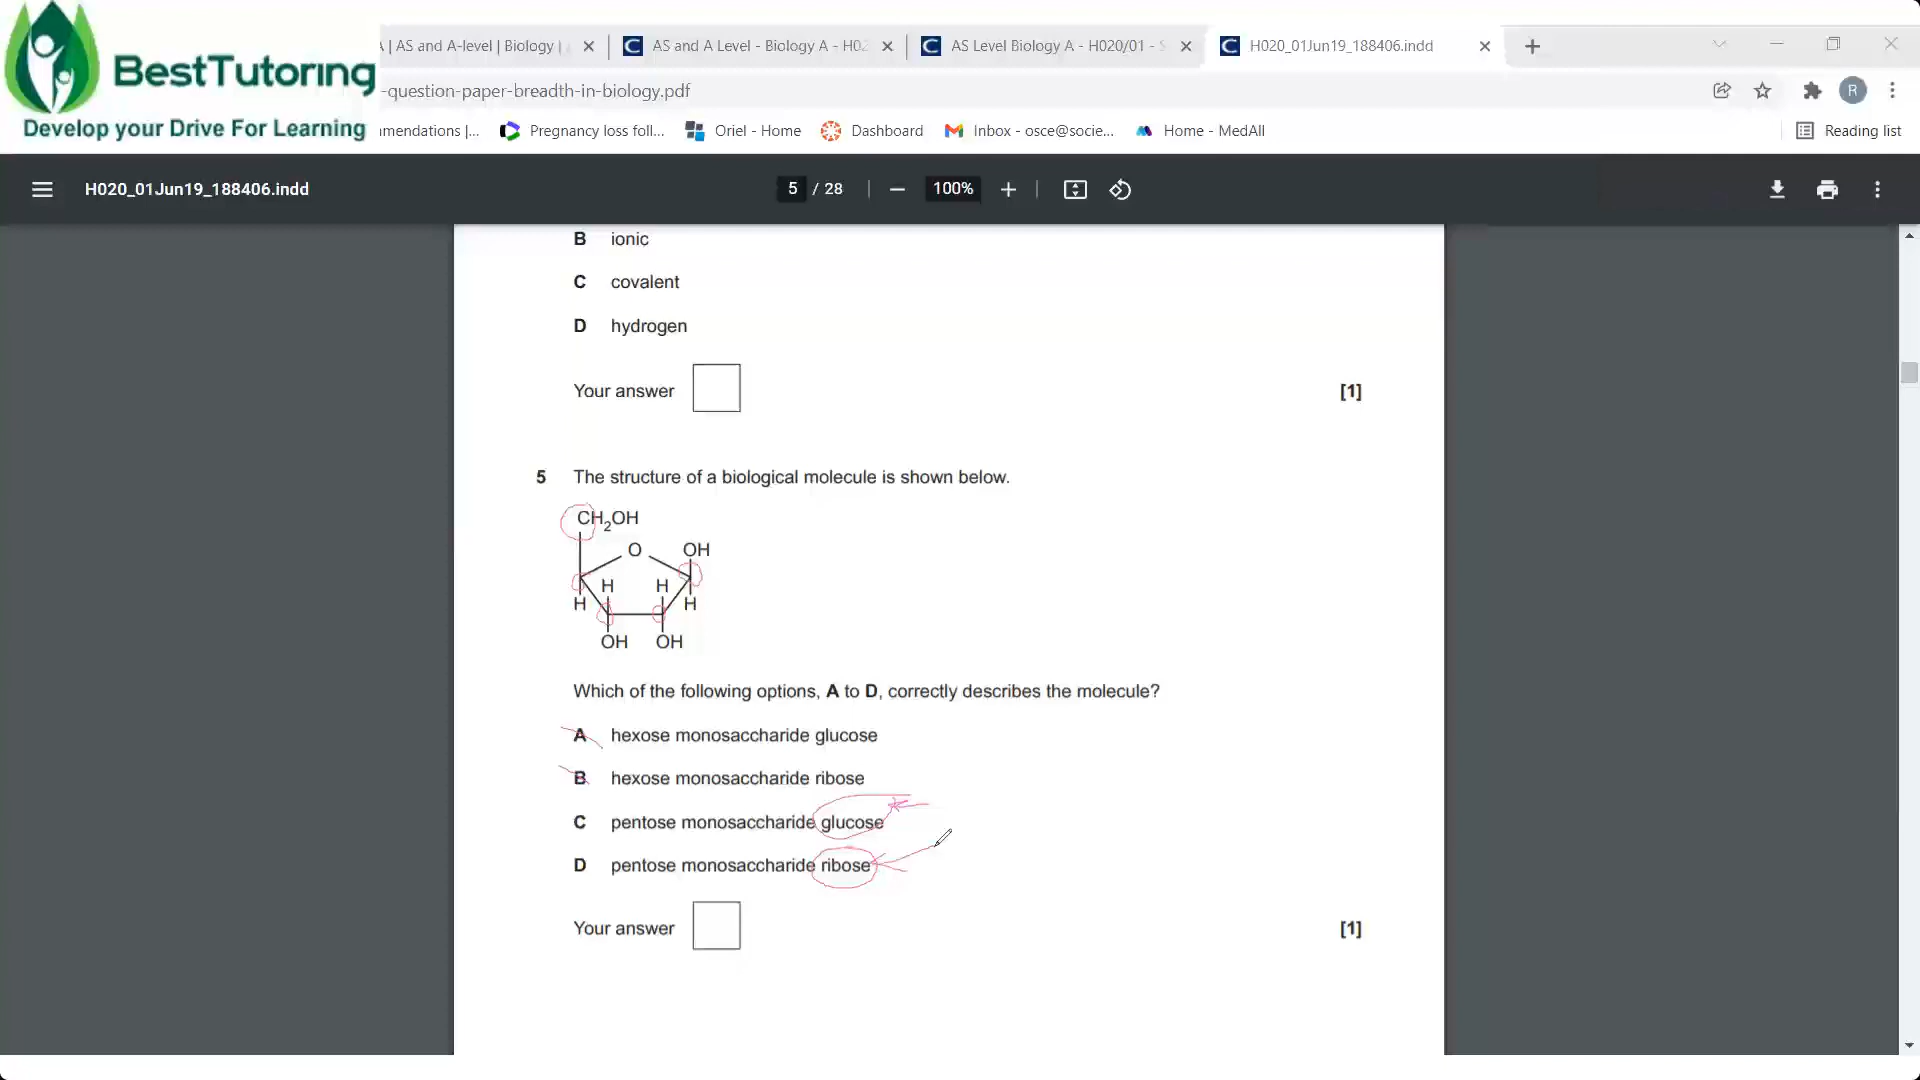 BestTutoring
Develop your Drive For Learning
| AS and A-level | Biology |
AS and A Level - Biology A - H02
AS Level Biology A - H020/01 - S
H020_01Jun19_188406.indd
-question-paper-breadth-in-biology.pdf
R
mendations |...
Pregnancy loss foll...
Oriel - Home
Dashboard
Inbox - osce@socie...
Home - MedAll
Reading list
H020_01Jun19_188406.indd
5 / 28
100%
B ionic
C covalent
D hydrogen
Your answer
[1]
5 The structure of a biological molecule is shown below.
CH2OH
O OH
H H
H H
OH OH
Which of the following options, A to D, correctly describes the molecule?
A hexose monosaccharide glucose
B hexose monosaccharide ribose
C pentose monosaccharide glucose
D pentose monosaccharide ribose
Your answer
[1]